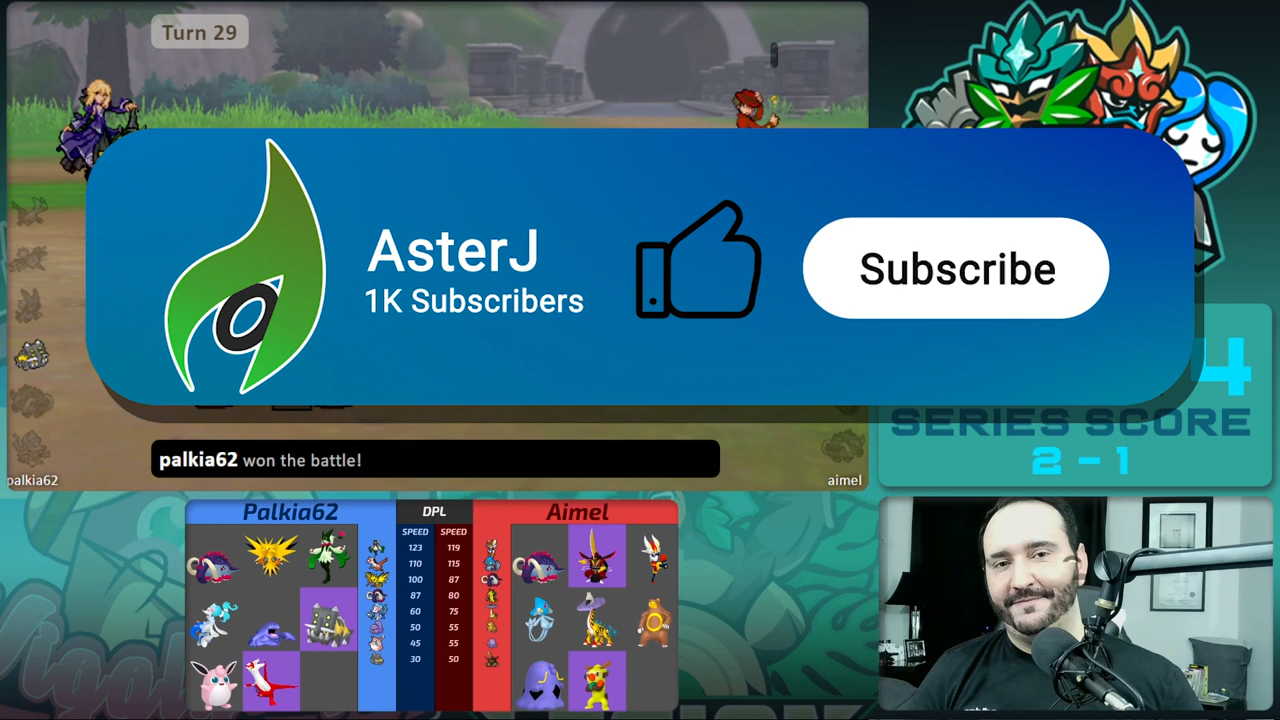 Turn 29
AsterJ
1K Subscribers
Subscribe
4
SERIES SCORE
2 - 1
palkia62 won the battle!
palkia62
aimel
Palkia62
DPL
Aimel
SPEED SPEED
123 119
110 115
100 87
87 80
60 75
50 55
45 55
30 50